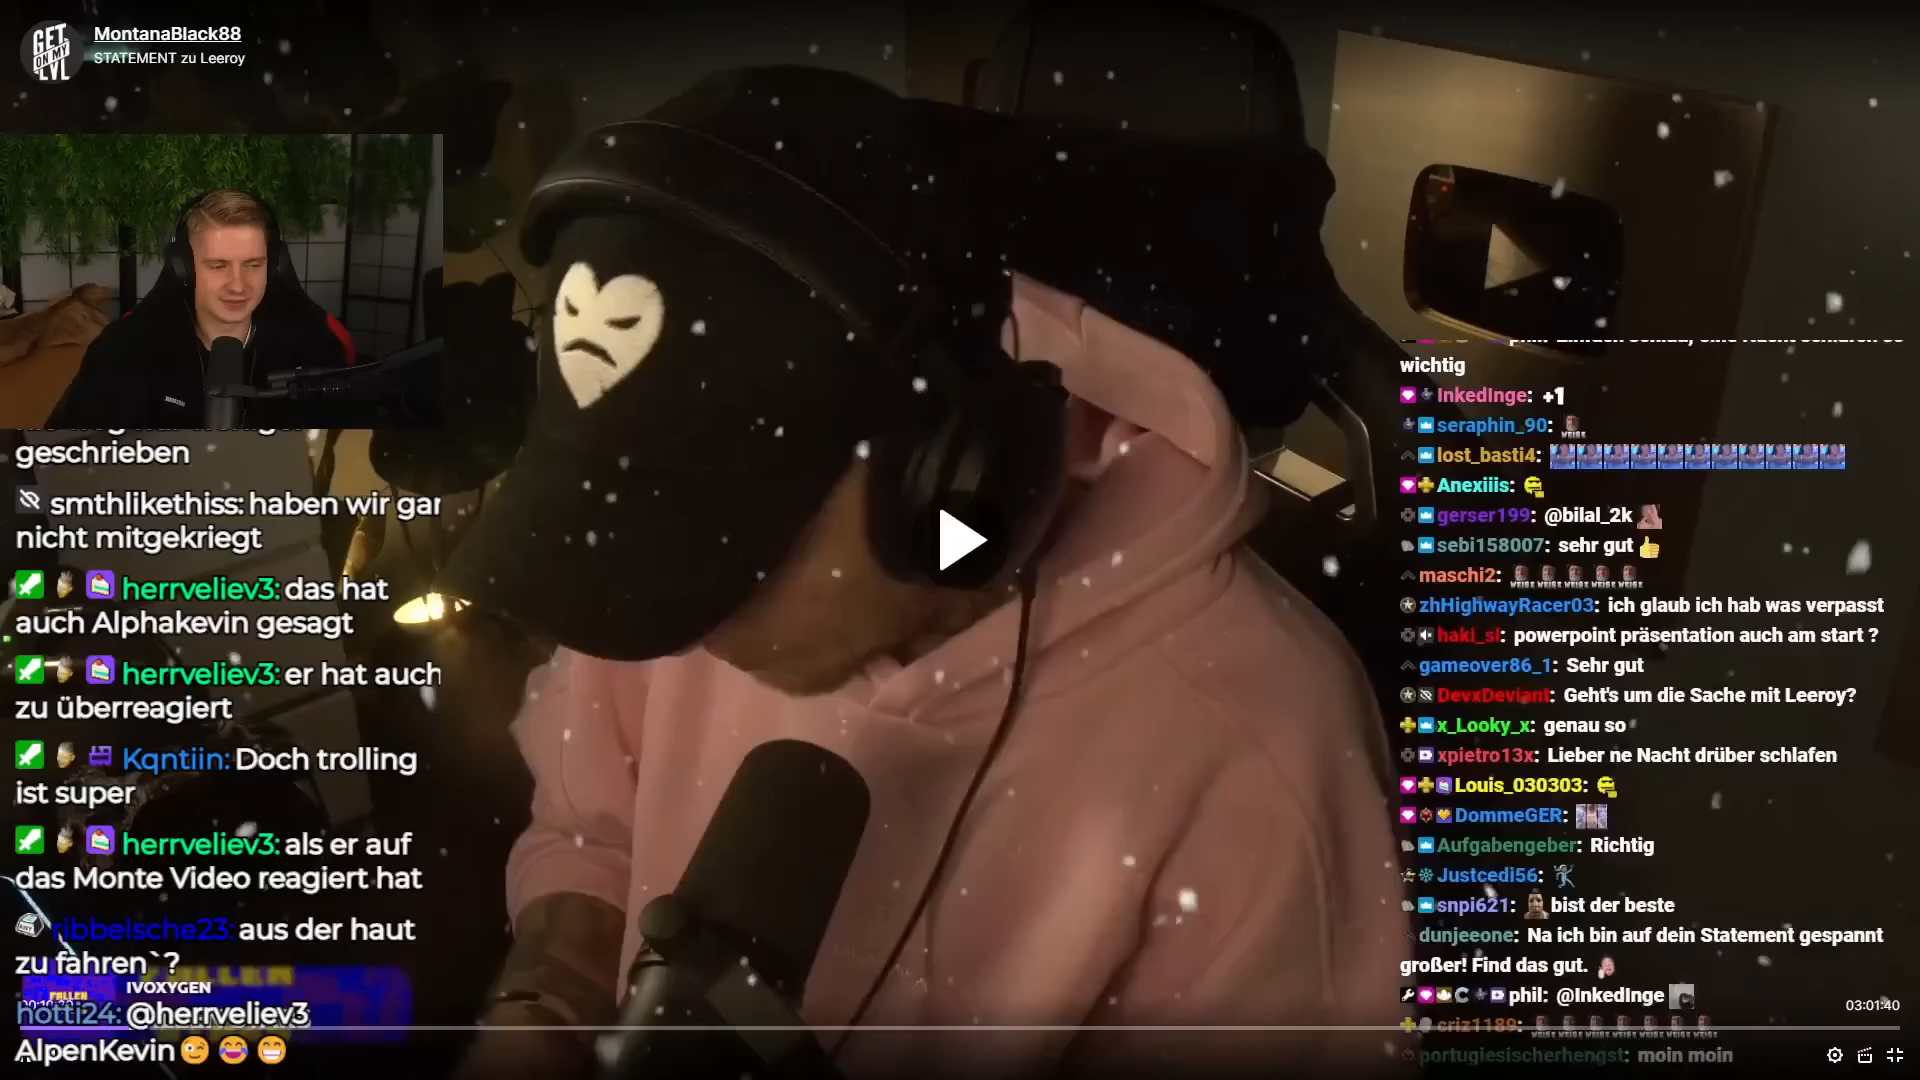 GET
ON MY
LVL
MontanaBlack88
STATEMENT zu Leeroy
geschrieben
smthlikethiss: haben wir gar
nicht mitgekriegt
herrveliev3: das hat
auch Alphakevin gesagt
herrveliev3: er hat auch
zu überreagiert
Kqntiin: Doch trolling
ist super
herrveliev3: als er auf
das Monte Video reagiert hat
ribbelsche23: aus der haut
zu fahren`?
IVOXYGEN
hotti24: @herrveliev3
AlpenKevin
wichtig
InkedInge: +1
seraphin_90:
lost_basti4:
Anexiiis:
gerser199: @bilal_2k
sebi158007: sehr gut
maschi2:
zhHighwayRacer03: ich glaub ich hab was verpasst
haki_sl: powerpoint präsentation auch am start ?
gameover86_1: Sehr gut
DevxDeviant: Geht's um die Sache mit Leeroy?
x_Looky_x: genau so
xpietro13x: Lieber ne Nacht drüber schlafen
Louis_030303:
DommeGER:
Aufgabengeber: Richtig
Justcedi56:
snpi621: bist der beste
dunjeeone: Na ich bin auf dein Statement gespannt
großer! Find das gut.
phil: @InkedInge
criz1189:
portugiesischerhengst: moin moin
03:01:40